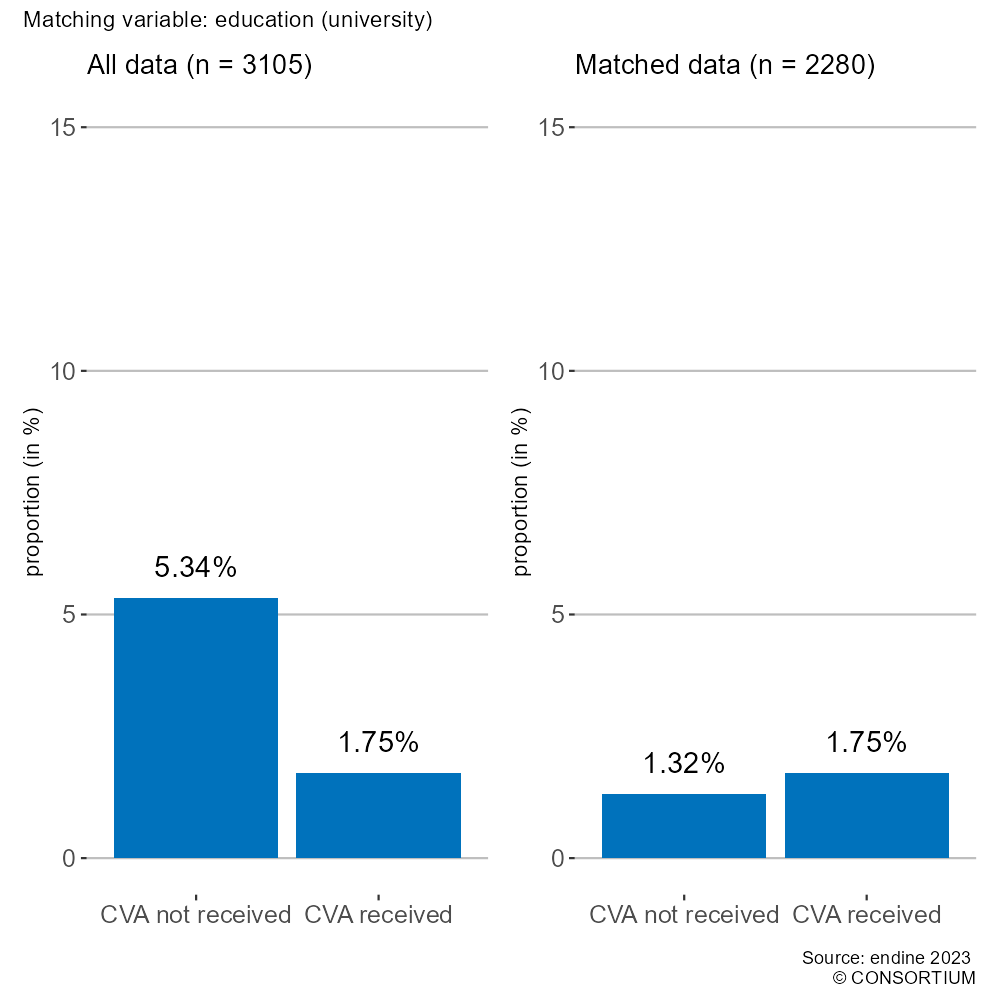 Matching variable: education (university)
All data (n = 3105)
15
10
5
0
proportion (in %)
5.34%
1.75%
CVA not received
CVA received
Matched data (n = 2280)
15
10
5
0
proportion (in %)
1.32%
1.75%
CVA not received
CVA received
Source: endine 2023
© CONSORTIUM